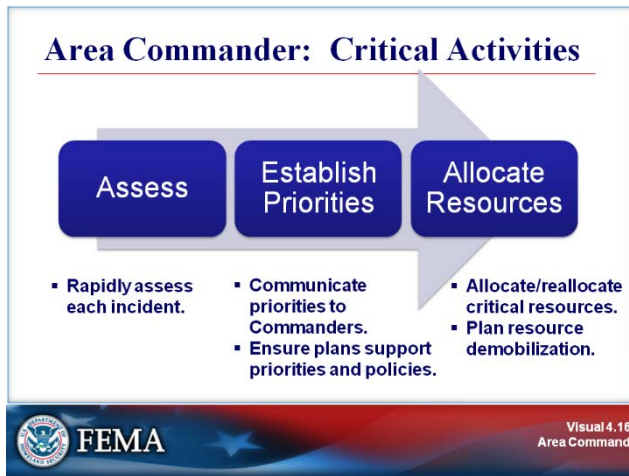 Area Commander:  Critical Activities
Assess
Establish
Priorities
Allocate
Resources
▪ Rapidly assess
each incident.
▪ Communicate
priorities to
Commanders.
▪ Ensure plans support
priorities and policies.
▪ Allocate/reallocate
critical resources.
▪ Plan resource
demobilization.
FEMA
Visual 4.16
Area Command